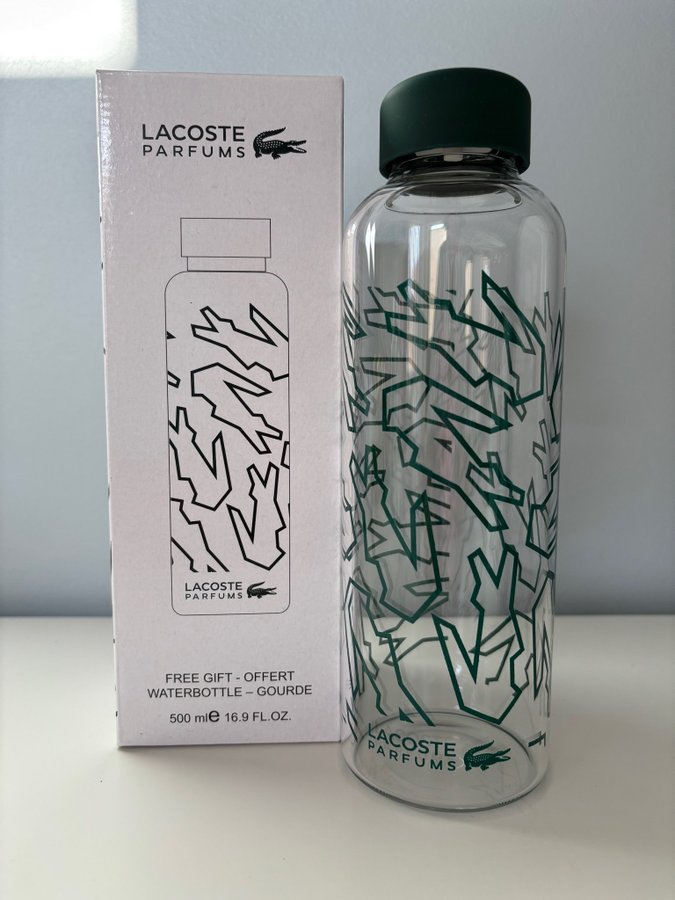 LACOSTE
PARFUMS
LACOSTE
PARFUMS
FREE GIFT - OFFERT
WATERBOTTLE – GOURDE
500 ml℮ 16.9 FL.OZ.
LACOSTE
PARFUMS